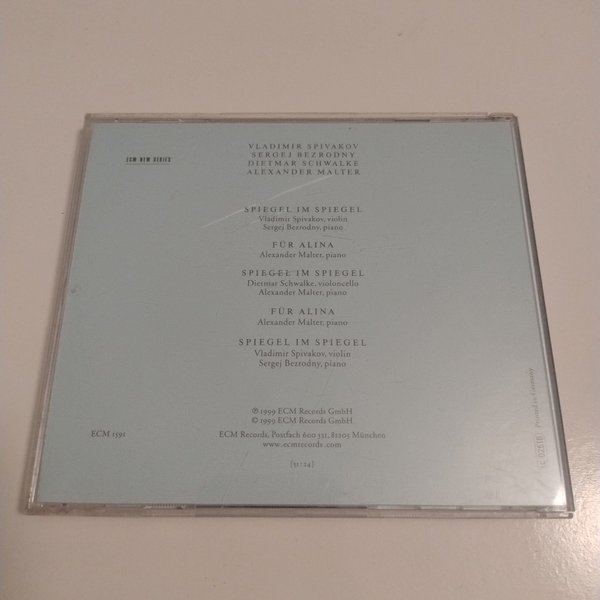 ECM NEW SERIES
VLADIMIR SPIVAKOV
SERGEJ BEZRODNY
DIETMAR SCHWALKE
ALEXANDER MALTER
SPIEGEL IM SPIEGEL
Vladimir Spivakov, violin
Sergej Bezrodny, piano
FÜR ALINA
Alexander Malter, piano
SPIEGEL IM SPIEGEL
Dietmar Schwalke, violoncello
Alexander Malter, piano
FÜR ALINA
Alexander Malter, piano
SPIEGEL IM SPIEGEL
Vladimir Spivakov, violin
Sergej Bezrodny, piano
℗ 1999 ECM Records GmbH
© 1999 ECM Records GmbH
ECM 1591
ECM Records, Postfach 600 331, 81203 München
www.ecmrecords.com
[51:24]
Printed in Germany